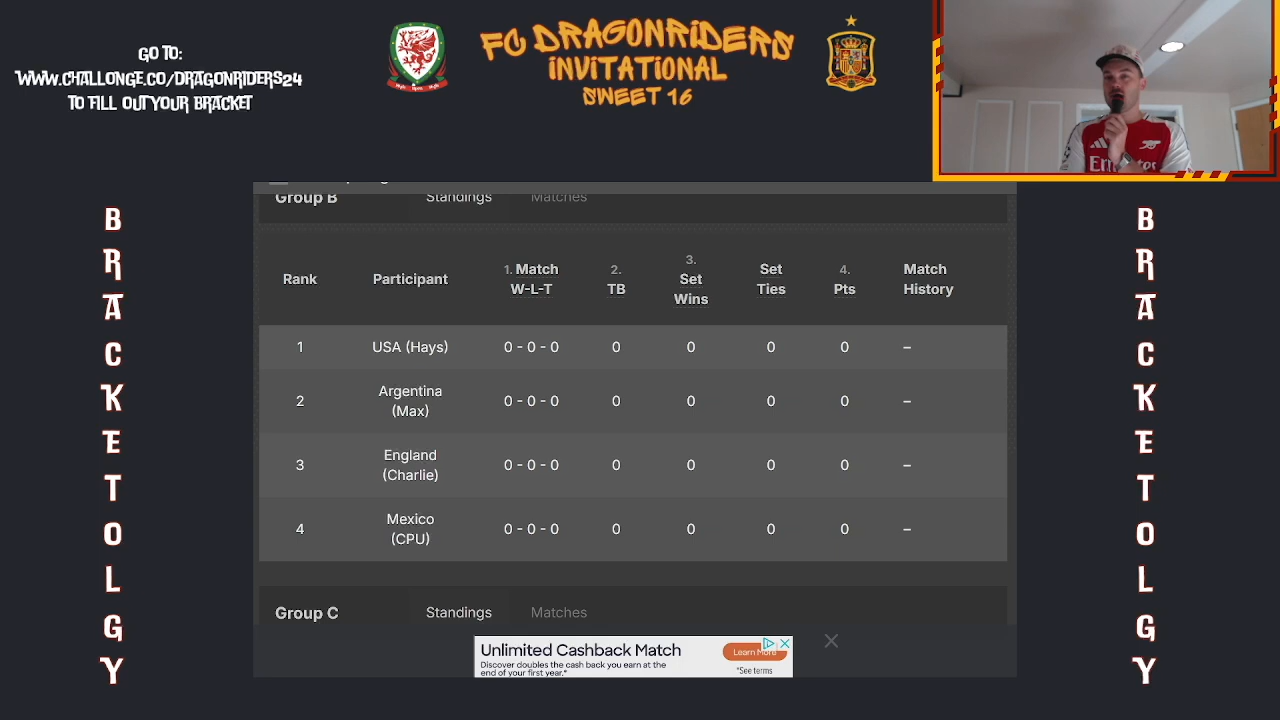 GO TO:
WWW.CHALLONGE.CO/DRAGONRIDERS24
TO FILL OUT YOUR BRACKET
FC DRAGONRIDERS
INVITATIONAL
SWEET 16
B
R
A
C
K
E
T
O
L
G
Y
Group B Standings Matches
Rank Participant 1. Match W-L-T 2. TB 3. Set Wins Set Ties 4. Pts Match History
1 USA (Hays) 0 - 0 - 0 0 0 0 0 –
2 Argentina (Max) 0 - 0 - 0 0 0 0 0 –
3 England (Charlie) 0 - 0 - 0 0 0 0 0 –
4 Mexico (CPU) 0 - 0 - 0 0 0 0 0 –
Group C Standings Matches
Unlimited Cashback Match
Discover doubles the cash back you earn at the
end of your first year.*
Learn More
*See terms
B
R
A
C
K
E
T
O
L
G
Y